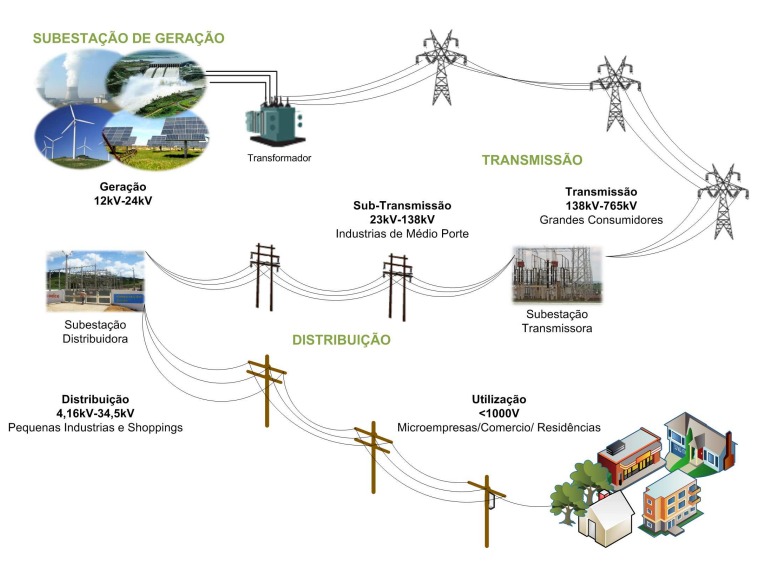 SUBESTAÇÃO DE GERAÇÃO
Transformador
TRANSMISSÃO
Geração
12kV-24kV
Sub-Transmissão
23kV-138kV
Industrias de Médio Porte
Transmissão
138kV-765kV
Grandes Consumidores
Subestação
Distribuidora
Subestação
Transmissora
DISTRIBUIÇÃO
Distribuição
4,16kV-34,5kV
Pequenas Industrias e Shoppings
Utilização
<1000V
Microempresas/Comercio/ Residências